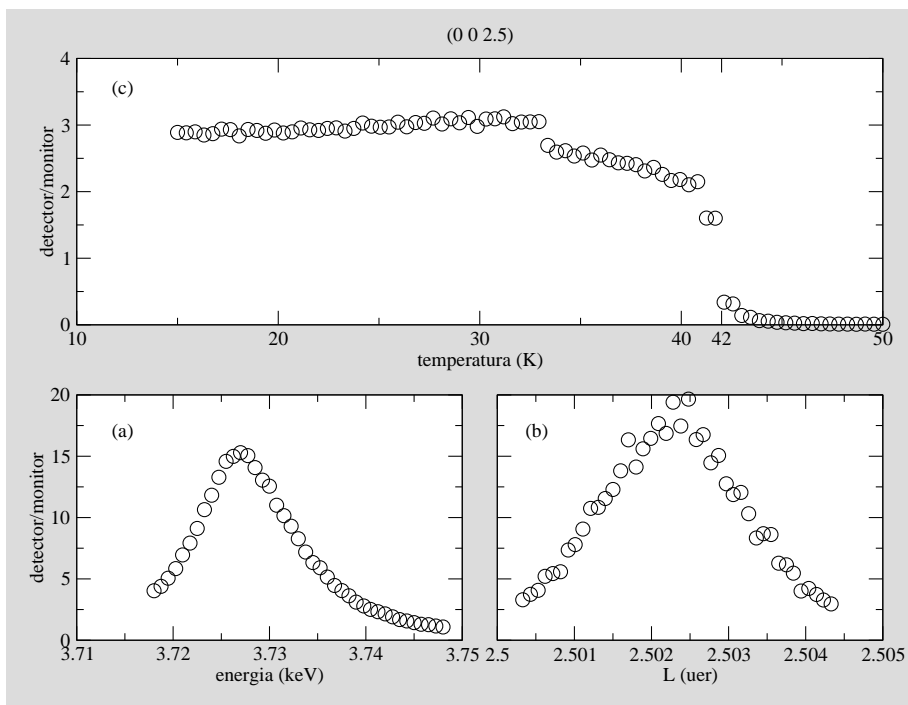 (0 0 2.5)
(c)
4
3
2
1
0
detector/monitor
10 20 30 40 42 50
temperatura (K)
(a)
20
15
10
5
0
detector/monitor
3.71 3.72 3.73 3.74 3.75
energia (keV)
(b)
2.5 2.501 2.502 2.503 2.504 2.505
L (uer)